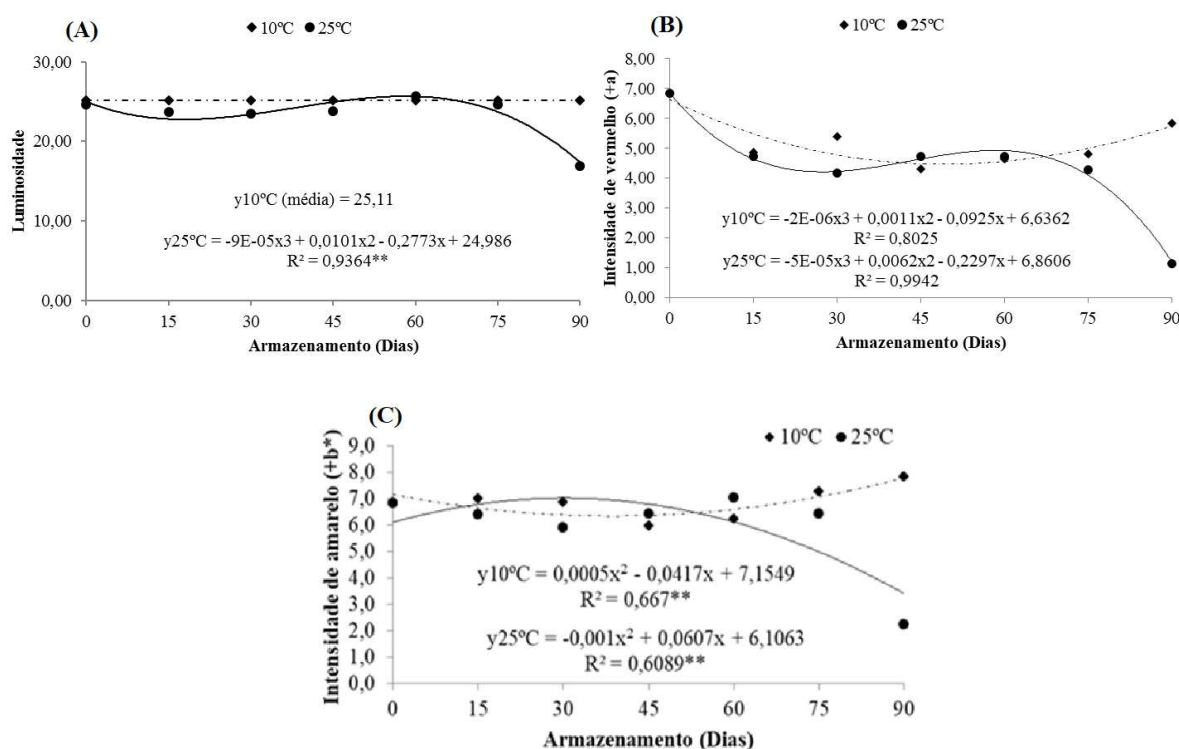 (A)
◆10ºC ●25ºC
30,00
20,00
10,00
0,00
Luminosidade
y10ºC (média) = 25,11
y25ºC = -9E-05x3 + 0,0101x2 - 0,2773x + 24,986
R² = 0,9364**
0 15 30 45 60 75 90
Armazenamento (Dias)
(B)
◆10ºC ●25ºC
8,00
7,00
6,00
5,00
4,00
3,00
2,00
1,00
0,00
Intensidade de vermelho (+a)
y10ºC = -2E-06x3 + 0,0011x2 - 0,0925x + 6,6362
R² = 0,8025
y25ºC = -5E-05x3 + 0,0062x2 - 0,2297x + 6,8606
R² = 0,9942
0 15 30 45 60 75 90
Armazenamento (Dias)
(C)
◆10ºC ●25ºC
9,0
8,0
7,0
6,0
5,0
4,0
3,0
2,0
1,0
0,0
Intensidade de amarelo (+b*)
y10ºC = 0,0005x² - 0,0417x + 7,1549
R² = 0,667**
y25ºC = -0,001x² + 0,0607x + 6,1063
R² = 0,6089**
0 15 30 45 60 75 90
Armazenamento (Dias)